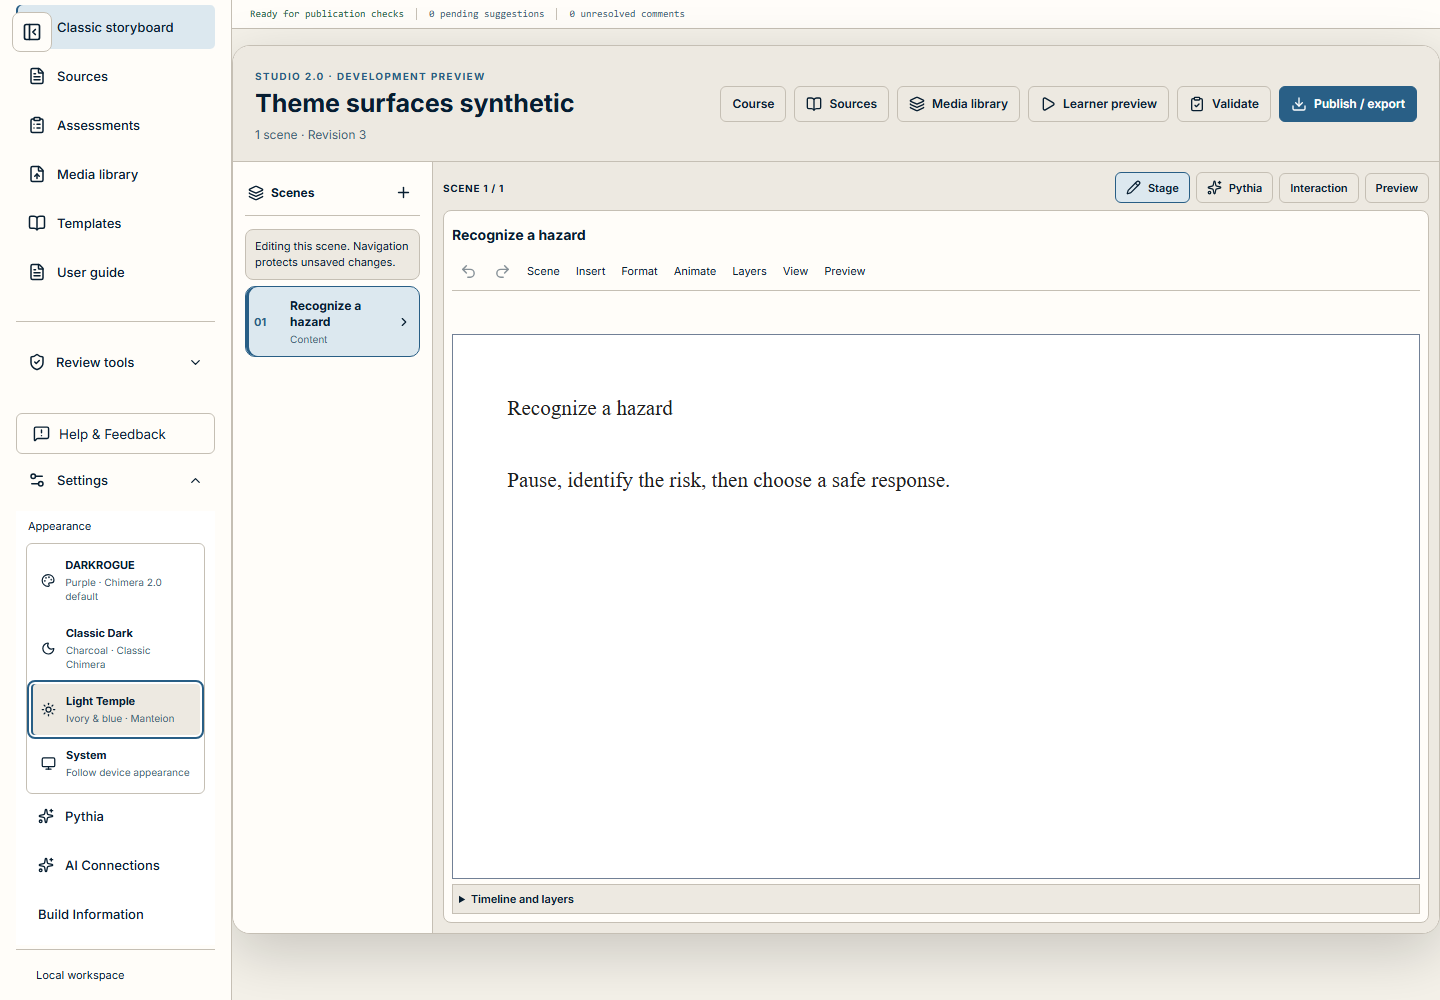 Classic storyboard
Sources
Assessments
Media library
Templates
User guide
Review tools
Help & Feedback
Settings
Appearance
DARKROGUE
Purple · Chimera 2.0
default
Classic Dark
Charcoal · Classic
Chimera
Light Temple
Ivory & blue · Manteion
System
Follow device appearance
Pythia
AI Connections
Build Information
Local workspace
Ready for publication checks
0 pending suggestions
0 unresolved comments
STUDIO 2.0 · DEVELOPMENT PREVIEW
Theme surfaces synthetic
1 scene · Revision 3
Course
Sources
Media library
Learner preview
Validate
Publish / export
Scenes
Editing this scene. Navigation
protects unsaved changes.
01
Recognize a
hazard
Content
SCENE 1 / 1
Stage
Pythia
Interaction
Preview
Recognize a hazard
Scene
Insert
Format
Animate
Layers
View
Preview
Recognize a hazard
Pause, identify the risk, then choose a safe response.
Timeline and layers